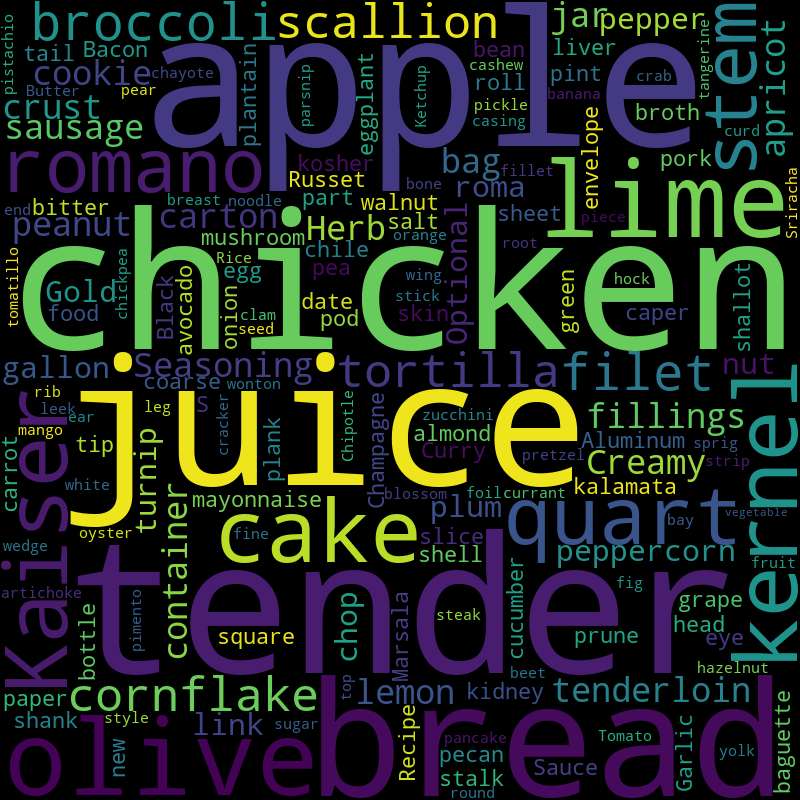 pistachio
broccoli
scallion
jar
pepper
stem
apricot
tangerine
tail
Bacon
apple
bean
liver
cookie
chayote
cashew
roll
pint
crab
Butter
pear
plantain
parsnip
eggplant
Ketchup
pickle
banana
crust
casing
broth
sausage
curd
romano
kosher
bag
fillet
envelope
pork
Russet
roma
lime
Sriracha
end
bitter
breast
noodle
part
walnut
bone
sheet
piece
peanut
carton
Herb
salt
Optional
orange
root
tomatillo
mushroom
chile
chicken
Rice
pea
egg
wing
hock
Gold
chickpea
Black
avocado
onion
date
stick
green
shallot
food
clam
seed
pod
skin
caper
gallon
Seasoning
tortilla
filet
nut
coarse
wonton
rib
leek
ear
S
leg
cracker
Chipotle
juice
Champagne
zucchini
fillings
kernel
mango
Kaiser
carrot
tip
turnip
plank
almond
Curry
Aluminum
sprig
pretzel
Creamy
strip
wedge
white
container
mayonnaise
blossom
foil
currant
kalamata
plum
quart
bay
vegetable
oyster
cake
fine
slice
shell
peppercorn
fruit
artichoke
tender
pimento
bottle
square
chop
Marsala
steak
cucumber
fig
prune
grape
head
eye
hazelnut
paper
cornflake
top
lemon
kidney
beet
tenderloin
shank
style
link
sugar
Recipe
bread
olive
new
pancake
pecan
stalk
round
Sauce
Tomato
Garlic
yolk
baguette